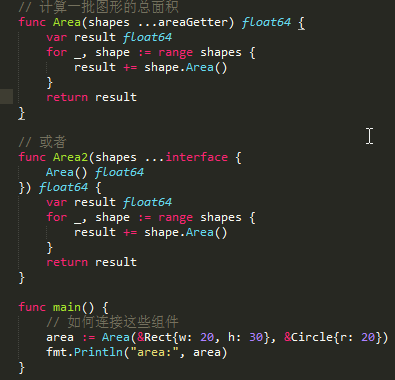 // 计算一批图形的总面积
func Area(shapes ...areaGetter) float64 {
    var result float64
    for _, shape := range shapes {
        result += shape.Area()
    }
    return result
}
// 或者
func Area2(shapes ...interface {
    Area() float64
}) float64 {
    var result float64
    for _, shape := range shapes {
        result += shape.Area()
    }
    return result
}
func main() {
    // 如何连接这些组件
    area := Area(&Rect{w: 20, h: 30}, &Circle{r: 20})
    fmt.Println("area:", area)
}